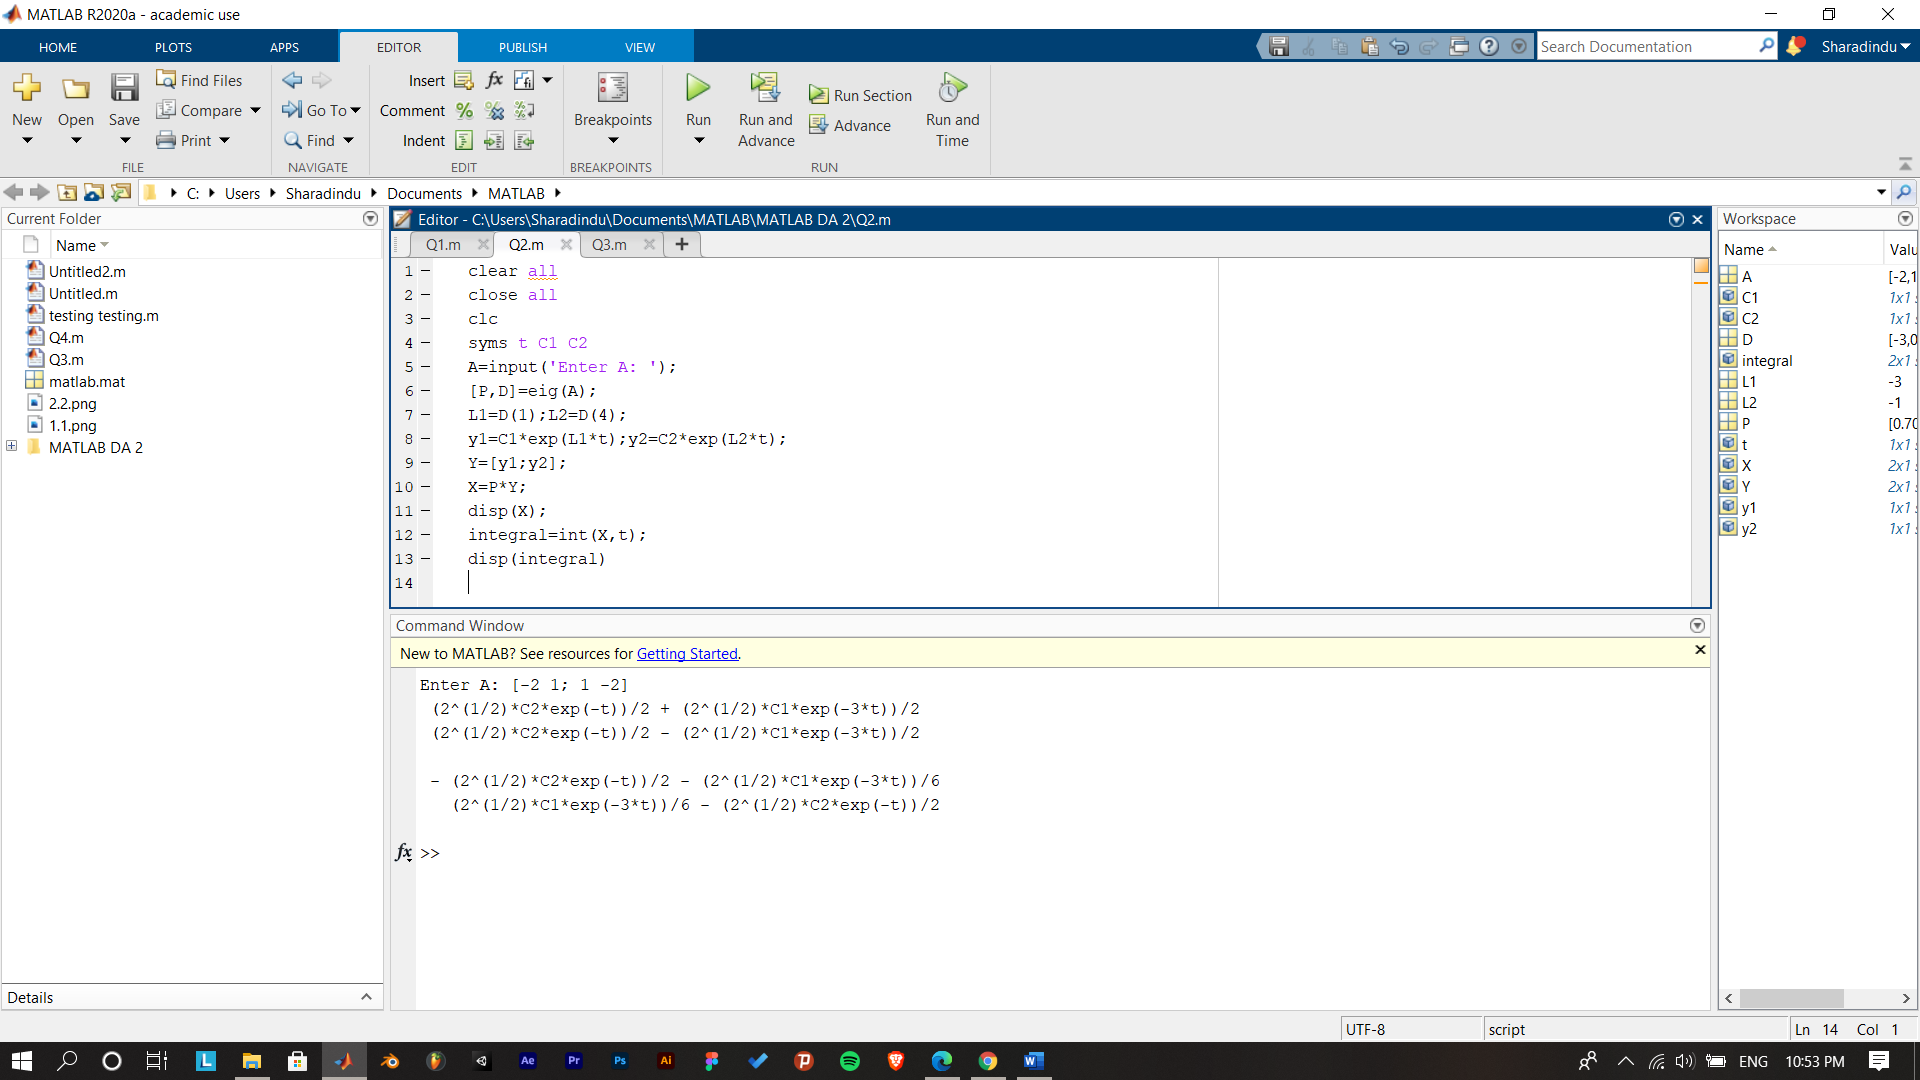 MATLAB R2020a - academic use
HOME PLOTS APPS EDITOR PUBLISH VIEW
Search Documentation
Sharadindu
New
Open
Save
Find Files
Compare
Print
FILE
Go To
Find
NAVIGATE
Insert
Comment
Indent
EDIT
Breakpoints
BREAKPOINTS
Run
Run and Advance
Run Section
Advance
Run and Time
RUN
C: Users Sharadindu Documents MATLAB
Current Folder
Name
Untitled2.m
Untitled.m
testing testing.m
Q4.m
Q3.m
matlab.mat
2.2.png
1.1.png
MATLAB DA 2
Details
Editor - C:\Users\Sharadindu\Documents\MATLAB\MATLAB DA 2\Q2.m
Q1.m Q2.m Q3.m
1 clear all
2 close all
3 clc
4 syms t C1 C2
5 A=input('Enter A: ');
6 [P,D]=eig(A);
7 L1=D(1);L2=D(4);
8 y1=C1*exp(L1*t);y2=C2*exp(L2*t);
9 Y=[y1;y2];
10 X=P*Y;
11 disp(X);
12 integral=int(X,t);
13 disp(integral)
14
Command Window
New to MATLAB? See resources for Getting Started.
Enter A: [-2 1; 1 -2]
(2^(1/2)*C2*exp(-t))/2 + (2^(1/2)*C1*exp(-3*t))/2
(2^(1/2)*C2*exp(-t))/2 - (2^(1/2)*C1*exp(-3*t))/2
- (2^(1/2)*C2*exp(-t))/2 - (2^(1/2)*C1*exp(-3*t))/6
(2^(1/2)*C1*exp(-3*t))/6 - (2^(1/2)*C2*exp(-t))/2
fx >>
Workspace
Name Valu
A [-2,1
C1 1x1 s
C2 1x1 s
D [-3,0
integral 2x1 s
L1 -3
L2 -1
P [0.70
t 1x1 s
X 2x1 s
Y 2x1 s
y1 1x1 s
y2 1x1 s
UTF-8
script
Ln 14 Col 1
L
Ae
Pr
Ps
Ai
W
ENG
10:53 PM